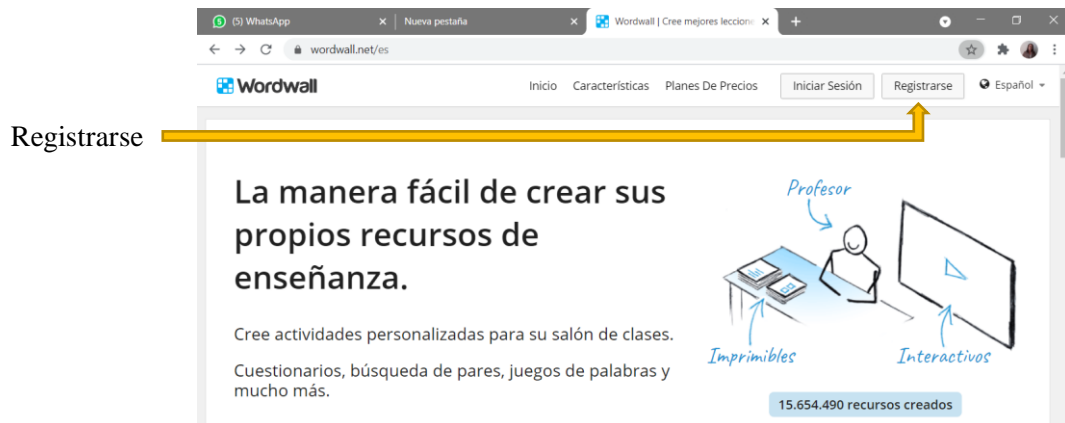 (5) WhatsApp
Nueva pestaña
Wordwall | Cree mejores leccione
wordwall.net/es
Wordwall
Inicio Características Planes De Precios Iniciar Sesión Registrarse Español
Registrarse
La manera fácil de crear sus
propios recursos de
enseñanza.
Cree actividades personalizadas para su salón de clases.
Cuestionarios, búsqueda de pares, juegos de palabras y
mucho más.
Profesor
Imprimibles
Interactivos
15.654.490 recursos creados